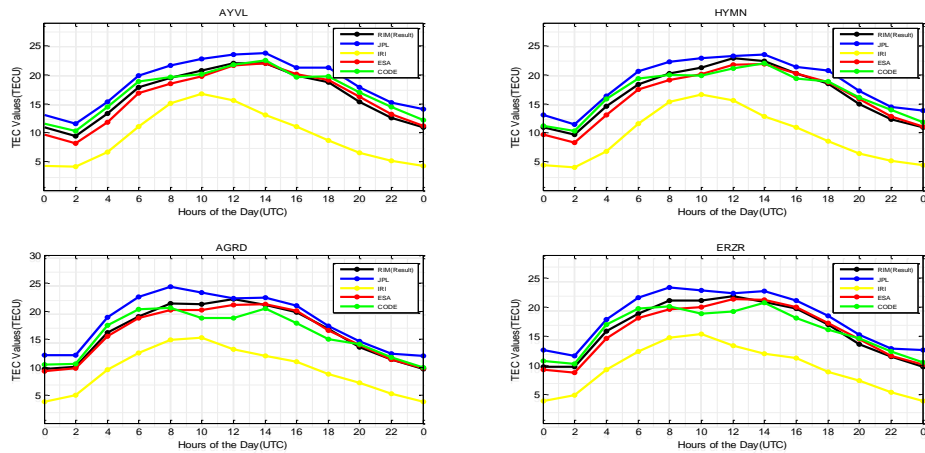 AYVL
TEC Values(TECU)
25
20
15
10
5
0 2 4 6 8 10 12 14 16 18 20 22 0
Hours of the Day(UTC)
RIM(Result)
JPL
IRI
ESA
CODE
HYMN
TEC Values(TECU)
25
20
15
10
5
0 2 4 6 8 10 12 14 16 18 20 22 0
Hours of the Day(UTC)
RIM(Result)
JPL
IRI
ESA
CODE
AGRD
TEC Values(TECU)
30
25
20
15
10
5
0 2 4 6 8 10 12 14 16 18 20 22 0
Hours of the Day(UTC)
RIM(Result)
JPL
IRI
ESA
CODE
ERZR
TEC Values(TECU)
25
20
15
10
5
0 2 4 6 8 10 12 14 16 18 20 22 0
Hours of the Day(UTC)
RIM(Result)
JPL
IRI
ESA
CODE